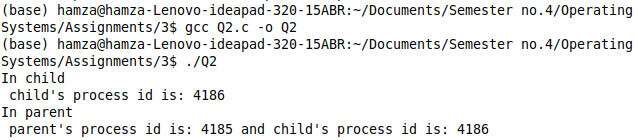 (base) hamza@hamza-Lenovo-ideapad-320-15ABR:~/Documents/Semester no.4/Operating
Systems/Assignments/3$ gcc Q2.c -o Q2
(base) hamza@hamza-Lenovo-ideapad-320-15ABR:~/Documents/Semester no.4/Operating
Systems/Assignments/3$ ./Q2
In child
 child's process id is: 4186
In parent
 parent's process id is: 4185 and child's process id is: 4186